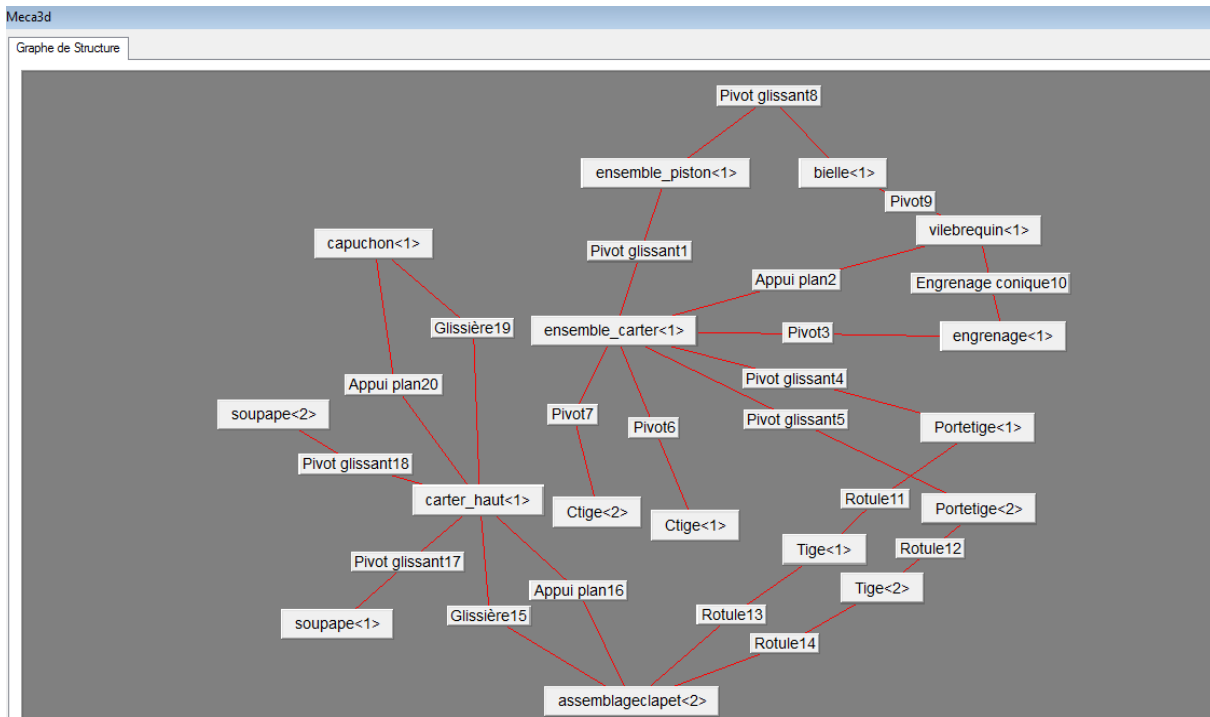 Meca3d
Graphe de Structure
Pivot glissant8
ensemble_piston<1>
bielle<1>
Pivot9
vilebrequin<1>
capuchon<1>
Pivot glissant1
Appui plan2
Engrenage conique10
Glissière19
ensemble_carter<1>
Pivot3
engrenage<1>
Appui plan20
Pivot glissant4
soupape<2>
Pivot7
Pivot6
Pivot glissant5
Portetige<1>
Pivot glissant18
carter_haut<1>
Rotule11
Ctige<2>
Ctige<1>
Portetige<2>
Tige<1>
Rotule12
Pivot glissant17
Appui plan16
Tige<2>
soupape<1>
Glissière15
Rotule13
Rotule14
assemblageclapet<2>